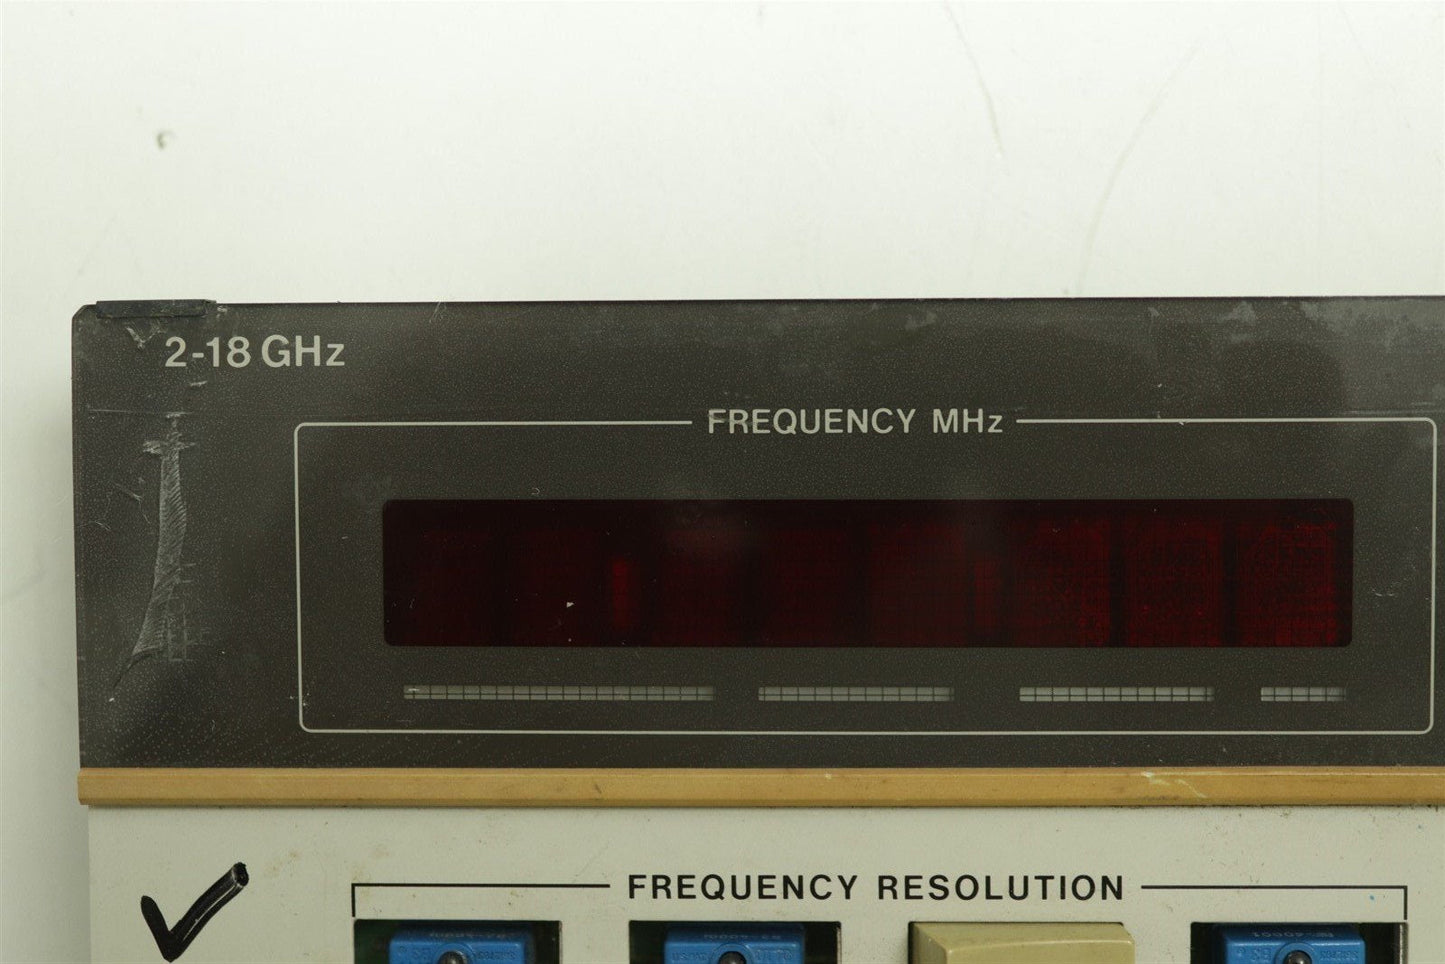 2-18 GHz
FREQUENCY MHz
FREQUENCY RESOLUTION